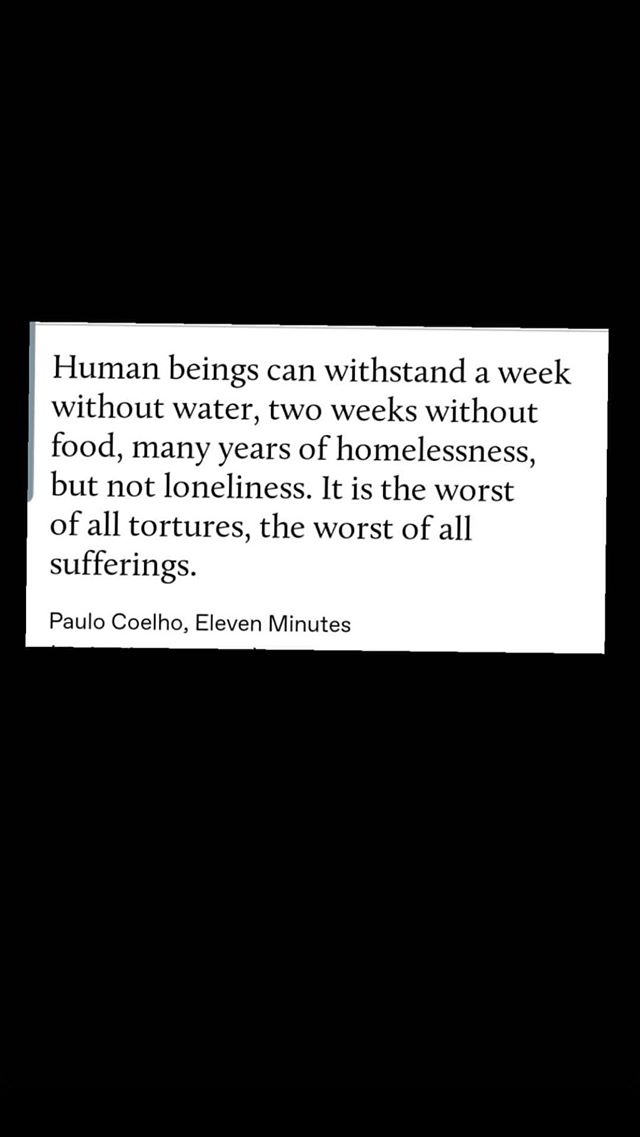 Human beings can withstand a week
without water, two weeks without
food, many years of homelessness,
but not loneliness. It is the worst
of all tortures, the worst of all
sufferings.
Paulo Coelho, Eleven Minutes